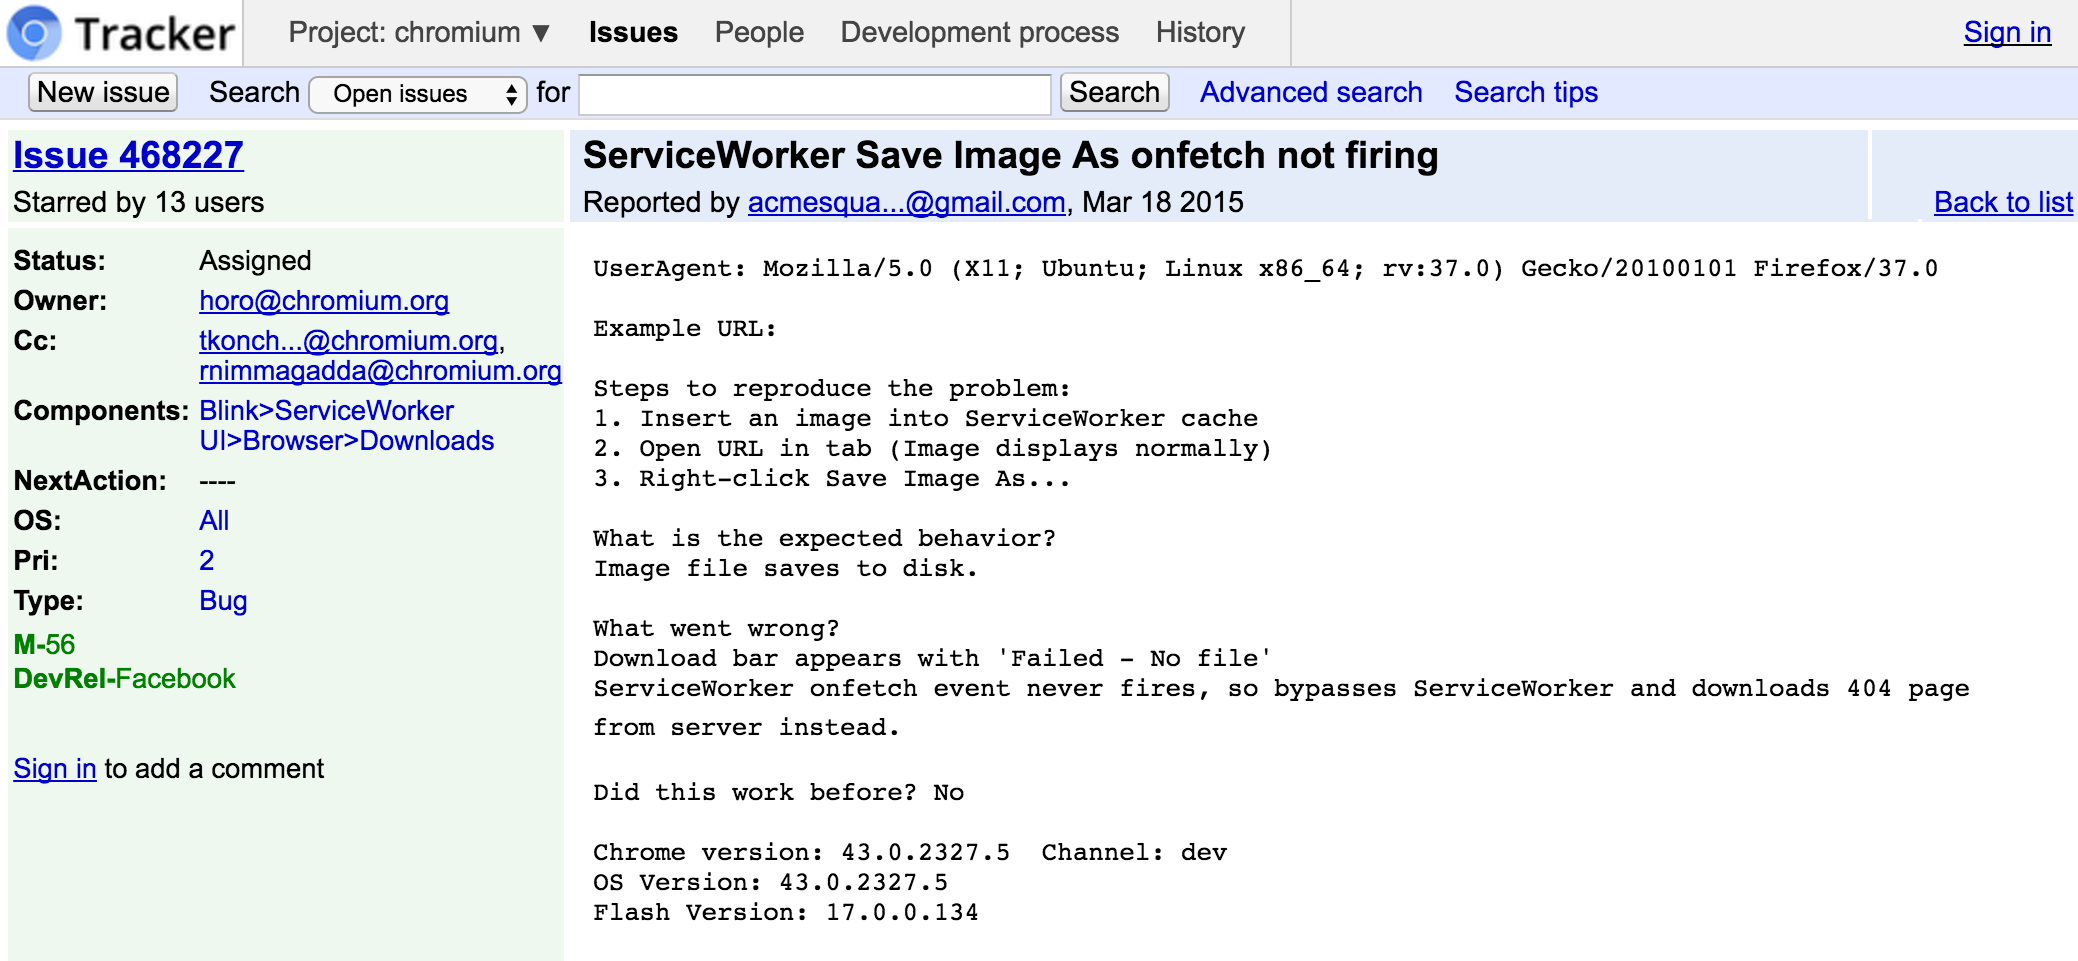 Tracker Project: chromium ▼ Issues People Development process History Sign in
New issue Search Open issues for Search Advanced search Search tips
Issue 468227
Starred by 13 users
ServiceWorker Save Image As onfetch not firing
Reported by acmesqua...@gmail.com, Mar 18 2015
Back to list
Status: Assigned
Owner: horo@chromium.org
Cc: tkonch...@chromium.org,
rnimmagadda@chromium.org
Components: Blink>ServiceWorker
UI>Browser>Downloads
NextAction: ----
OS: All
Pri: 2
Type: Bug
M-56
DevRel-Facebook
Sign in to add a comment
UserAgent: Mozilla/5.0 (X11; Ubuntu; Linux x86_64; rv:37.0) Gecko/20100101 Firefox/37.0
Example URL:
Steps to reproduce the problem:
1. Insert an image into ServiceWorker cache
2. Open URL in tab (Image displays normally)
3. Right-click Save Image As...
What is the expected behavior?
Image file saves to disk.
What went wrong?
Download bar appears with 'Failed - No file'
ServiceWorker onfetch event never fires, so bypasses ServiceWorker and downloads 404 page
from server instead.
Did this work before? No
Chrome version: 43.0.2327.5  Channel: dev
OS Version: 43.0.2327.5
Flash Version: 17.0.0.134